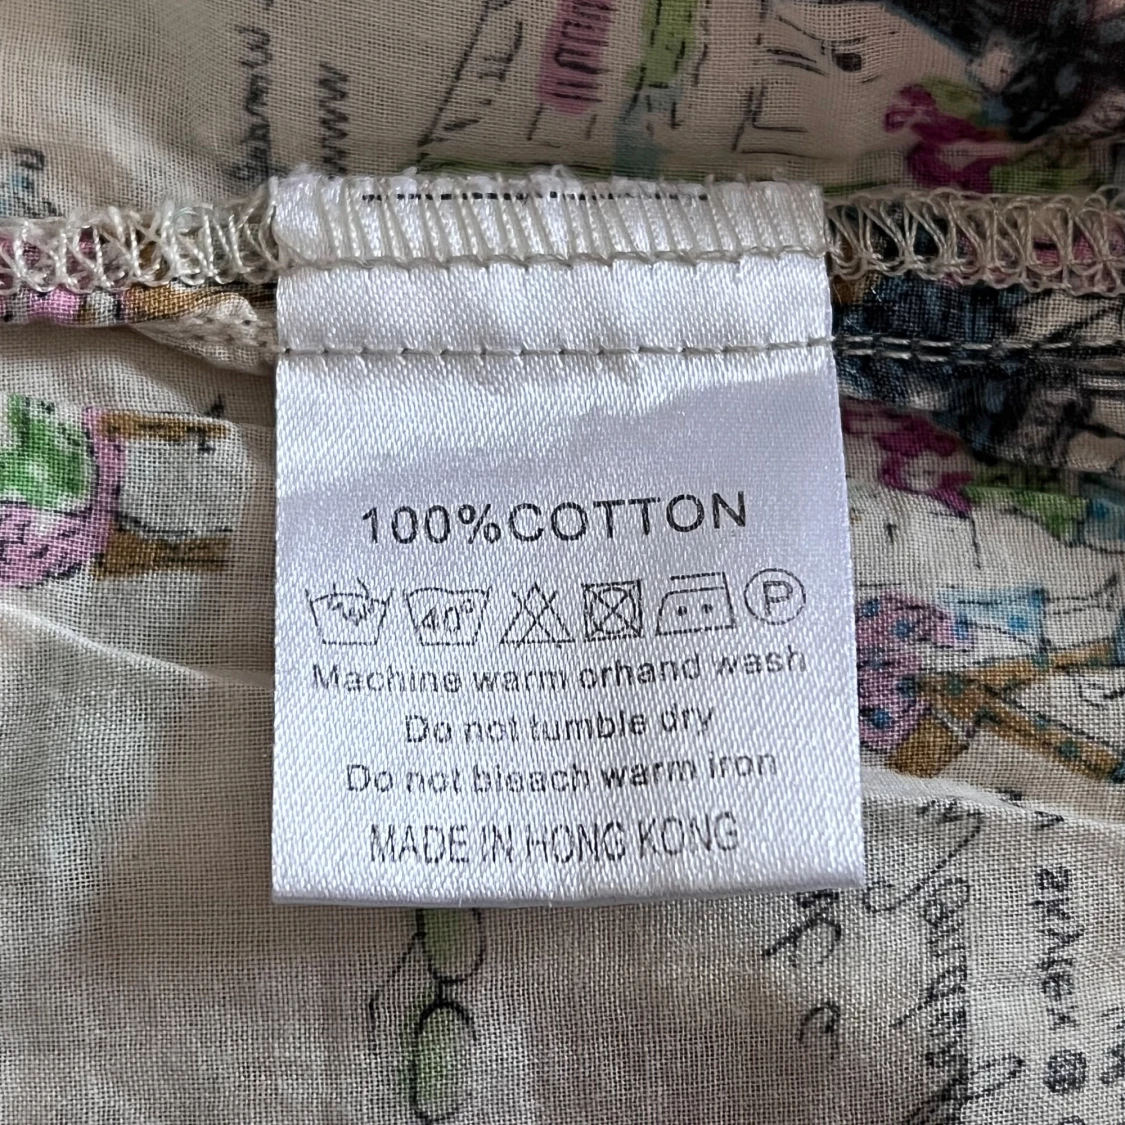 100%COTTON
40°
P
Machine warm orhand wash
Do not tumble dry
Do not bleach warm iron
MADE IN HONG KONG